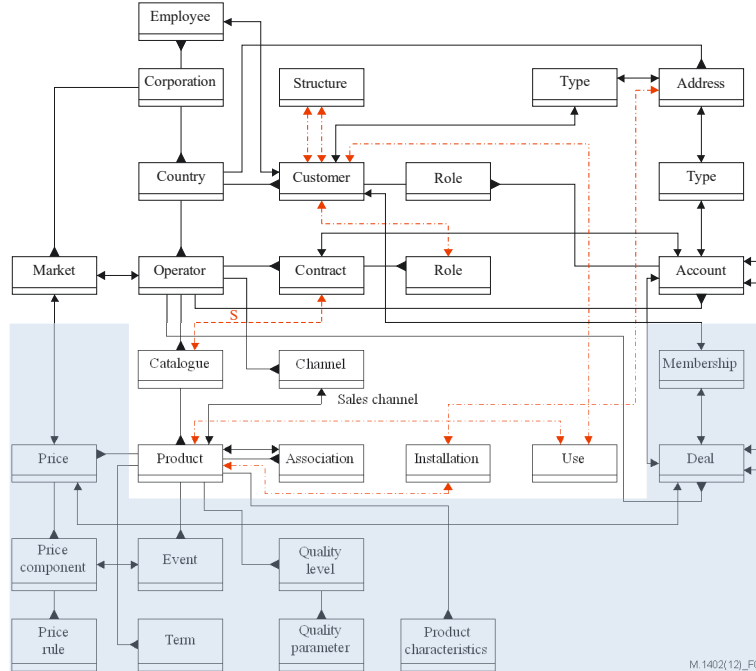 Employee
Corporation
Structure
Type
Address
Country
Customer
Role
Type
Market
Operator
Contract
Role
Account
S
Catalogue
Channel
Membership
Sales channel
Price
Product
Association
Installation
Use
Deal
Price
component
Event
Quality
level
Price
rule
Term
Quality
parameter
Product
characteristics
M.1402(12)_F